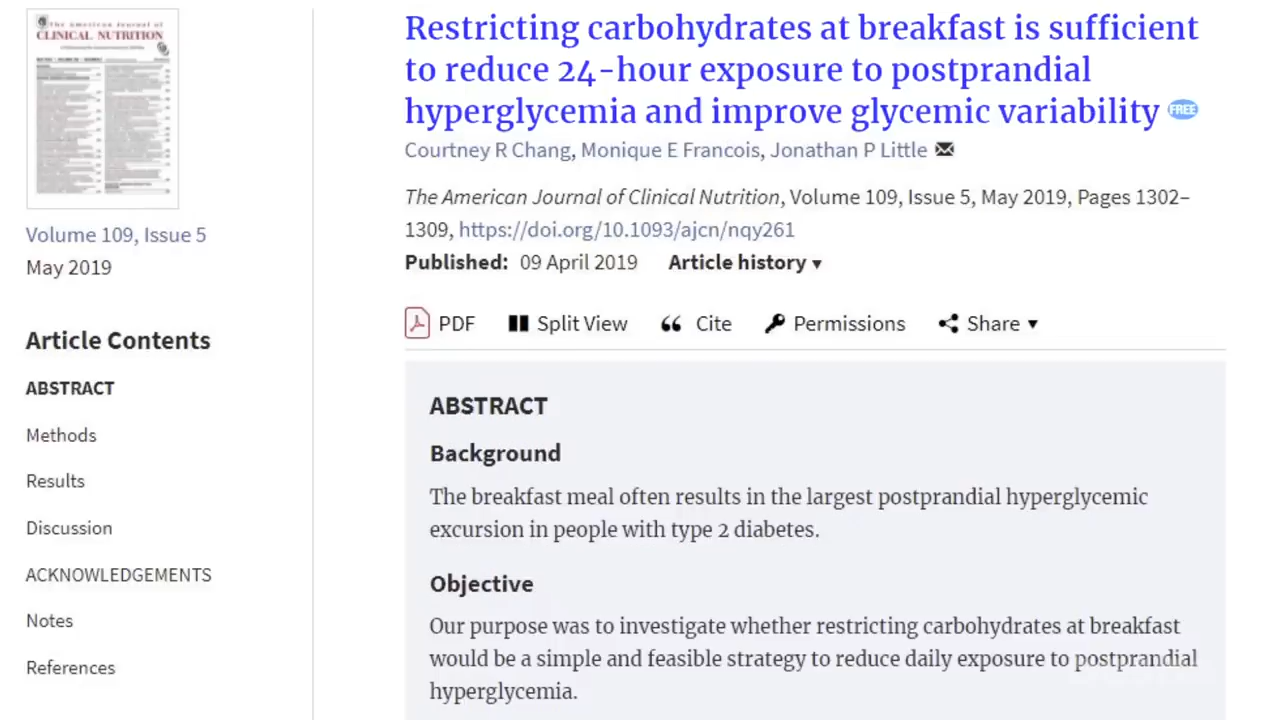 The American Journal of
CLINICAL NUTRITION
Volume 109, Issue 5
May 2019
Article Contents
ABSTRACT
Methods
Results
Discussion
ACKNOWLEDGEMENTS
Notes
References
Restricting carbohydrates at breakfast is sufficient
to reduce 24-hour exposure to postprandial
hyperglycemia and improve glycemic variability FREE
Courtney R Chang, Monique E Francois, Jonathan P Little
The American Journal of Clinical Nutrition, Volume 109, Issue 5, May 2019, Pages 1302–
1309, https://doi.org/10.1093/ajcn/nqy261
Published: 09 April 2019 Article history
PDF Split View Cite Permissions Share
ABSTRACT
Background
The breakfast meal often results in the largest postprandial hyperglycemic
excursion in people with type 2 diabetes.
Objective
Our purpose was to investigate whether restricting carbohydrates at breakfast
would be a simple and feasible strategy to reduce daily exposure to postprandial
hyperglycemia.